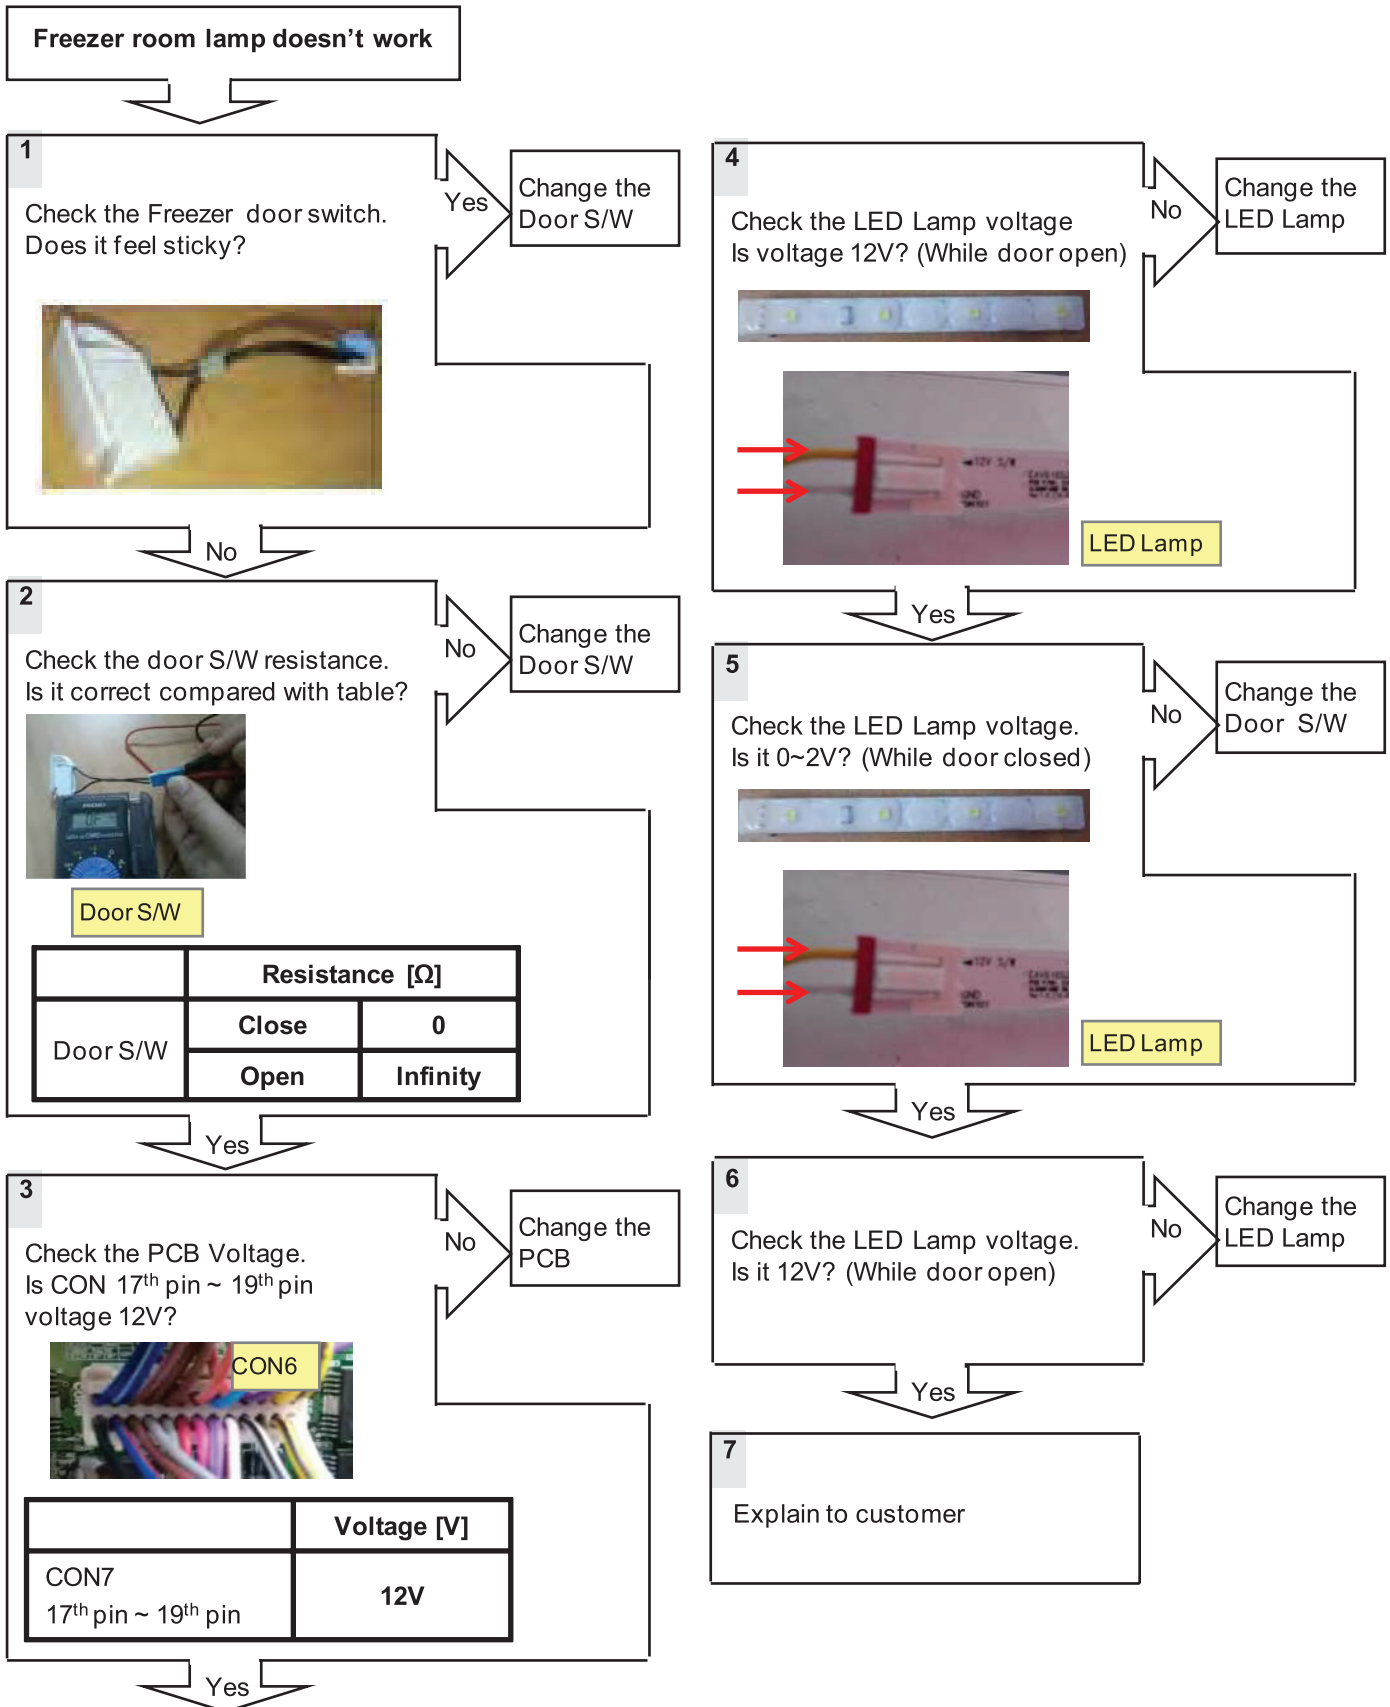 Freezer room lamp doesn't work
1
Check the Freezer door switch.
Does it feel sticky?
Yes
Change the
Door S/W
No
2
Check the door S/W resistance.
Is it correct compared with table?
No
Change the
Door S/W
Door S/W
Resistance [Ω]
Door S/W
Close
0
Open
Infinity
Yes
3
Check the PCB Voltage.
Is CON 17th pin ~ 19th pin
voltage 12V?
No
Change the
PCB
CON6
Voltage [V]
CON7
17th pin ~ 19th pin
12V
Yes
4
Check the LED Lamp voltage
Is voltage 12V? (While door open)
No
Change the
LED Lamp
◄12V S/W
GND
LED Lamp
Yes
5
Check the LED Lamp voltage.
Is it 0~2V? (While door closed)
No
Change the
Door S/W
◄12V S/W
GND
LED Lamp
Yes
6
Check the LED Lamp voltage.
Is it 12V? (While door open)
No
Change the
LED Lamp
Yes
7
Explain to customer